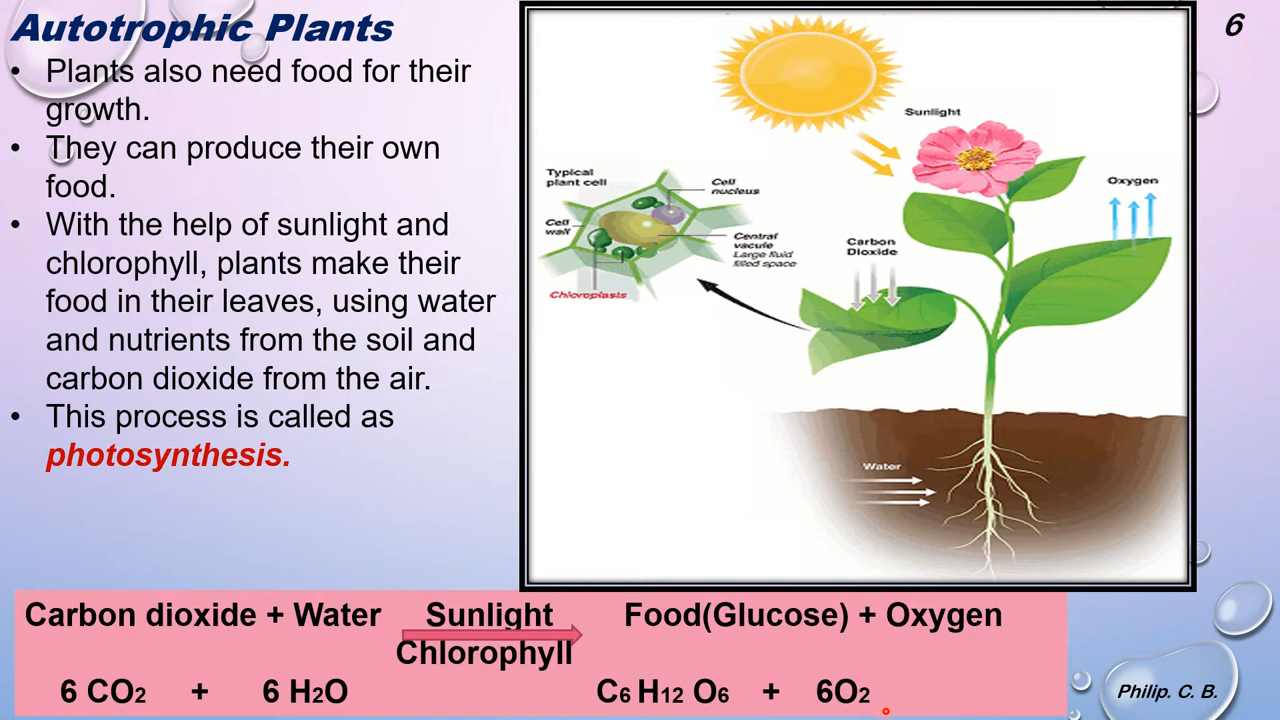 Autotrophic Plants
6
• Plants also need food for their
growth.
• They can produce their own
food.
• With the help of sunlight and
chlorophyll, plants make their
food in their leaves, using water
and nutrients from the soil and
carbon dioxide from the air.
• This process is called as
photosynthesis.
Sunlight
Typical
plant cell
Cell
nucleus
Cell
wall
Central
vacule
Large fluid
filled space
Chloroplasis
Carbon
Dioxide
Oxygen
Water
Carbon dioxide + Water Sunlight Food(Glucose) + Oxygen
Chlorophyll
6 CO2 + 6 H2O C6 H12 O6 + 6O2
Philip. C. B.